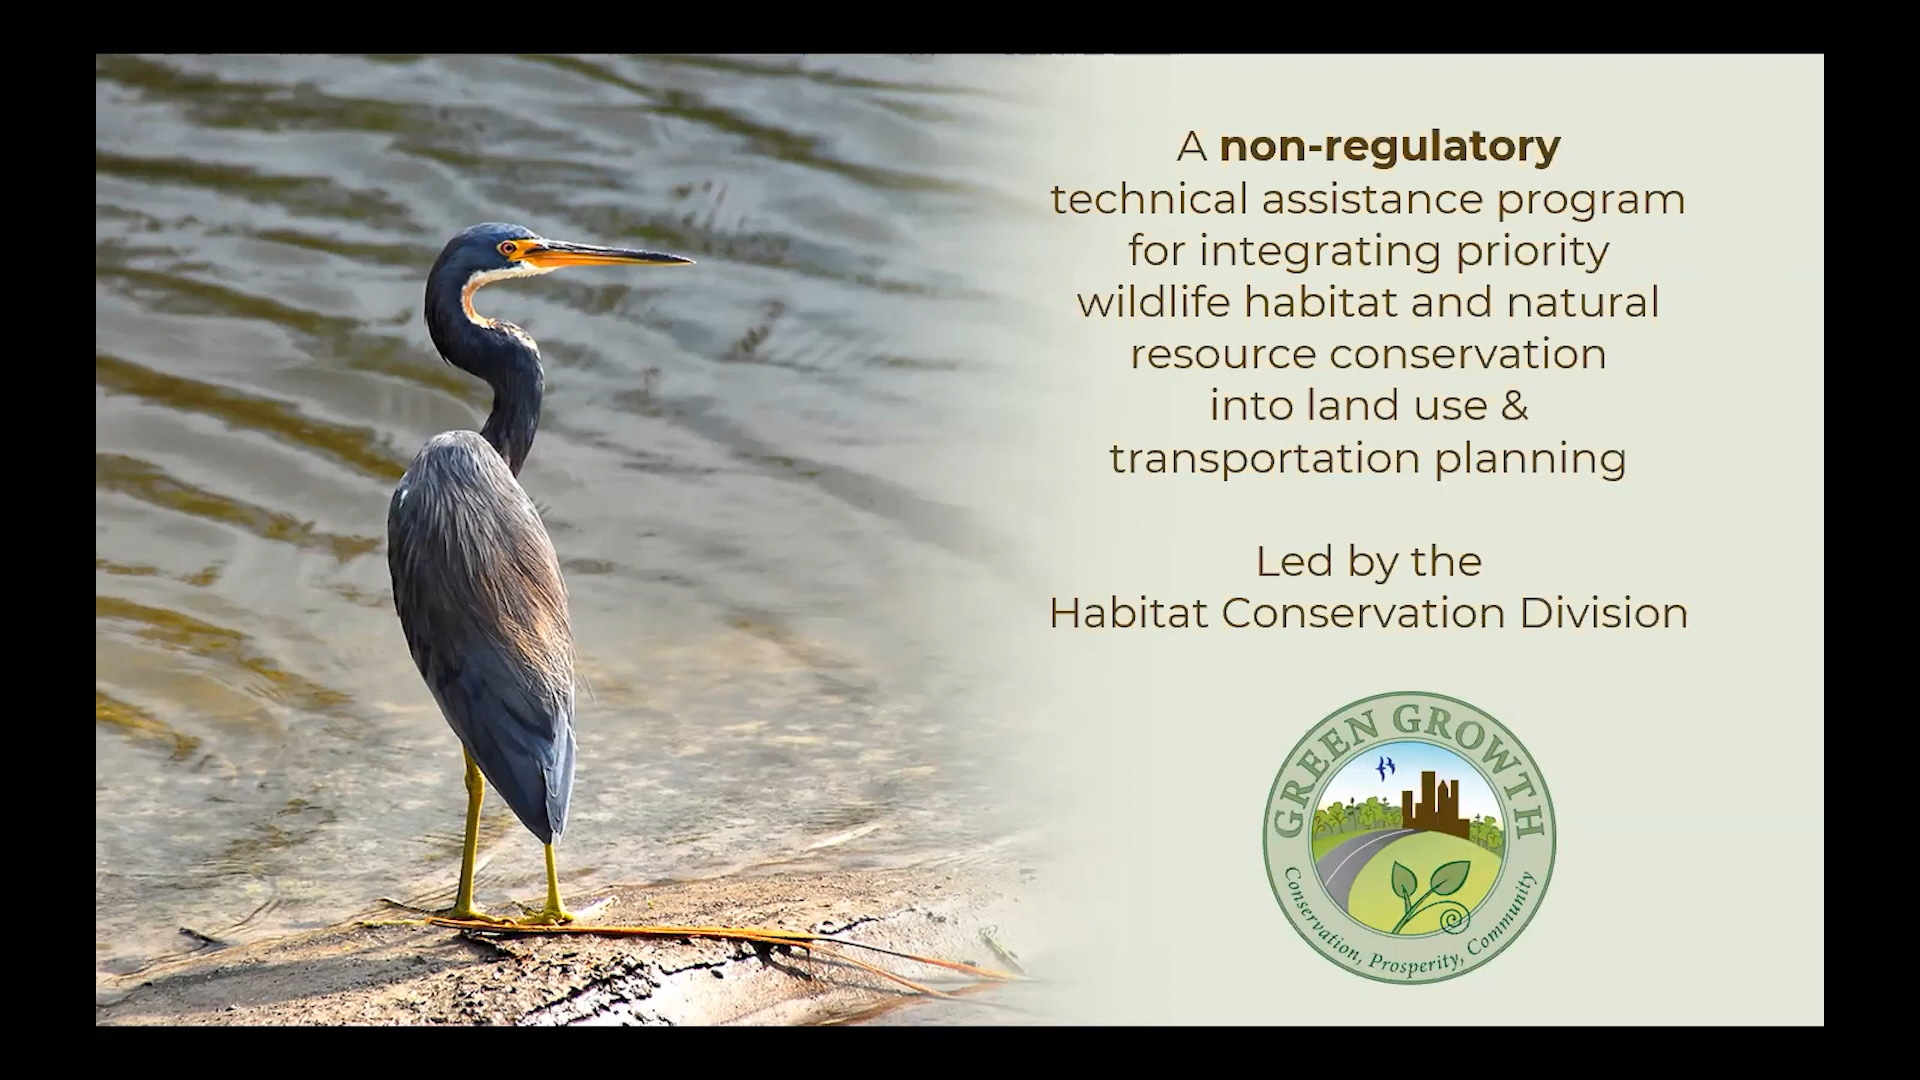 A non-regulatory
technical assistance program
for integrating priority
wildlife habitat and natural
resource conservation
into land use &
transportation planning
Led by the
Habitat Conservation Division
GREEN GROWTH
Conservation, Prosperity, Community